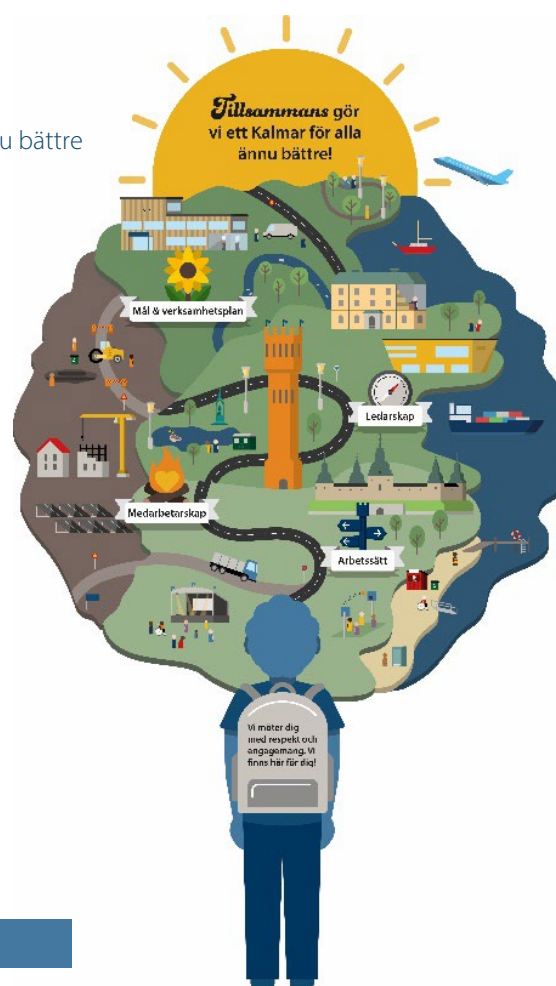 Tillsammans gör
vi ett Kalmar för alla
ännu bättre!
u bättre
Mål & verksamhetsplan
Ledarskap
Medarbetarskap
Arbetssätt
Vi möter dig
med respekt och
engagemang. Vi
finns här för dig!